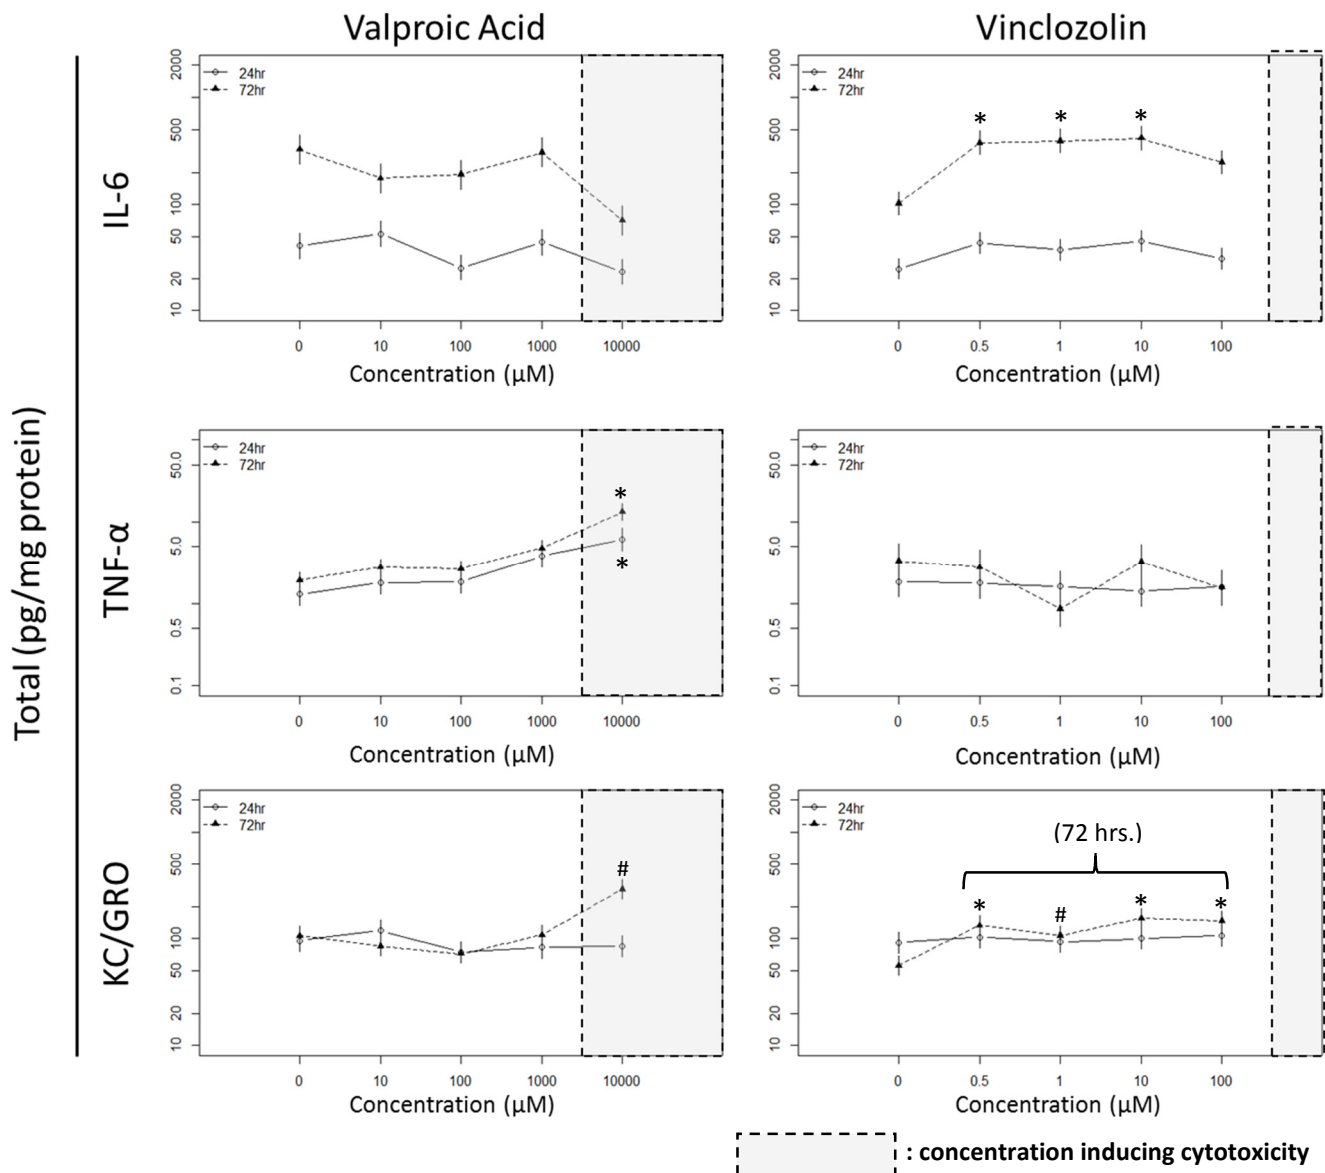 Valproic Acid
Vinclozolin
Total (pg/mg protein)
IL-6
24hr
72hr
2000
500
100
50
20
10
0 10 100 1000 10000
Concentration (µM)
24hr
72hr
* * *
2000
500
100
50
20
10
0 0.5 1 10 100
Concentration (µM)
TNF-α
24hr
72hr
*
*
50.0
5.0
0.5
0.1
0 10 100 1000 10000
Concentration (µM)
24hr
72hr
50.0
5.0
0.5
0.1
0 0.5 1 10 100
Concentration (µM)
KC/GRO
24hr
72hr
#
2000
500
100
50
20
10
0 10 100 1000 10000
Concentration (µM)
24hr
72hr
(72 hrs.)
* # * *
2000
500
100
50
20
10
0 0.5 1 10 100
Concentration (µM)
: concentration inducing cytotoxicity